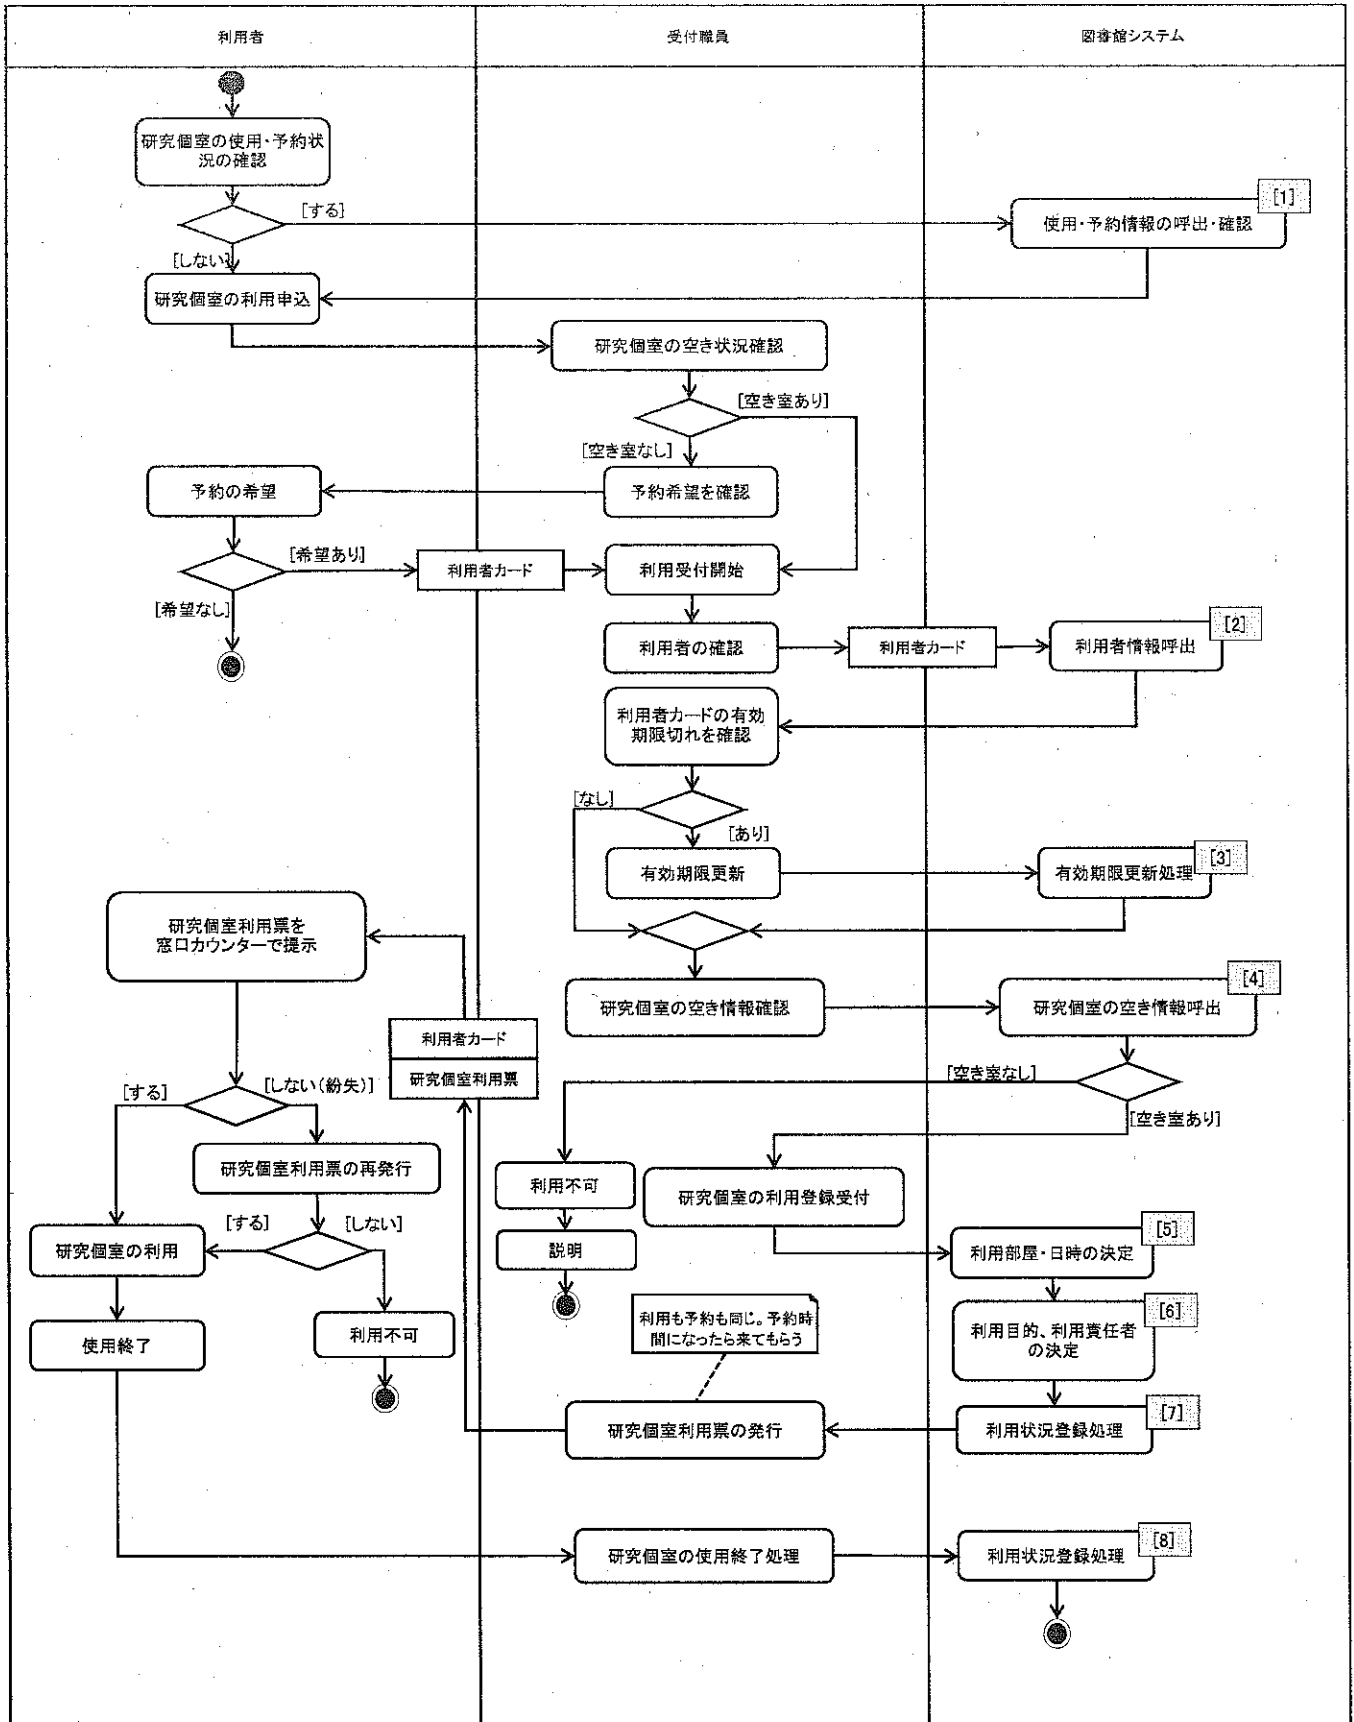 利用者
受付職員
図書館システム
研究個室の使用・予約状
況の確認
[する]
[1]
使用・予約情報の呼出・確認
[しない]
研究個室の利用申込
研究個室の空き状況確認
[空き室あり]
[空き室なし]
予約の希望
予約希望を確認
[希望あり]
利用者カード
利用受付開始
[希望なし]
利用者の確認
利用者カード
[2]
利用者情報呼出
利用者カードの有効
期限切れを確認
[なし]
[あり]
有効期限更新
[3]
有効期限更新処理
研究個室利用票を
窓口カウンターで提示
研究個室の空き情報確認
[4]
研究個室の空き情報呼出
利用者カード
研究個室利用票
[空き室なし]
[する]
[しない(紛失)]
[空き室あり]
研究個室利用票の再発行
利用不可
研究個室の利用登録受付
[する]
[しない]
研究個室の利用
説明
[5]
利用部屋・日時の決定
利用不可
使用終了
利用も予約も同じ。予約時
間になったら来てもらう
[6]
利用目的、利用責任者
の決定
研究個室利用票の発行
[7]
利用状況登録処理
研究個室の使用終了処理
[8]
利用状況登録処理